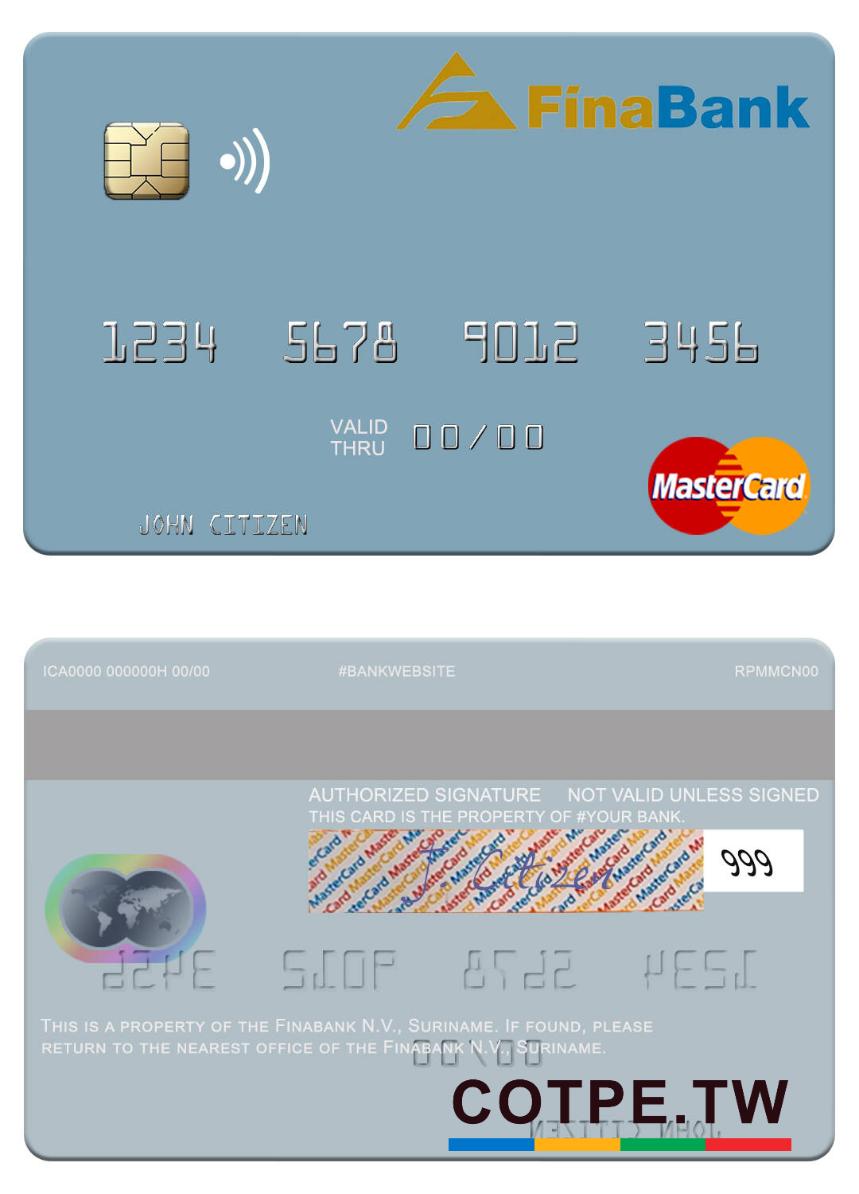 FinaBank
1234 5678 9012 3456
VALID
THRU 00/00
MasterCard
JOHN CITIZEN
ICA0000 000000H 00/00 #BANKWEBSITE RPMMCN00
AUTHORIZED SIGNATURE NOT VALID UNLESS SIGNED
THIS CARD IS THE PROPERTY OF #YOUR BANK.
J. Citizen 999
THIS IS A PROPERTY OF THE FINABANK N.V., SURINAME. IF FOUND, PLEASE
RETURN TO THE NEAREST OFFICE OF THE FINABANK N.V., SURINAME.
COTPE.TW